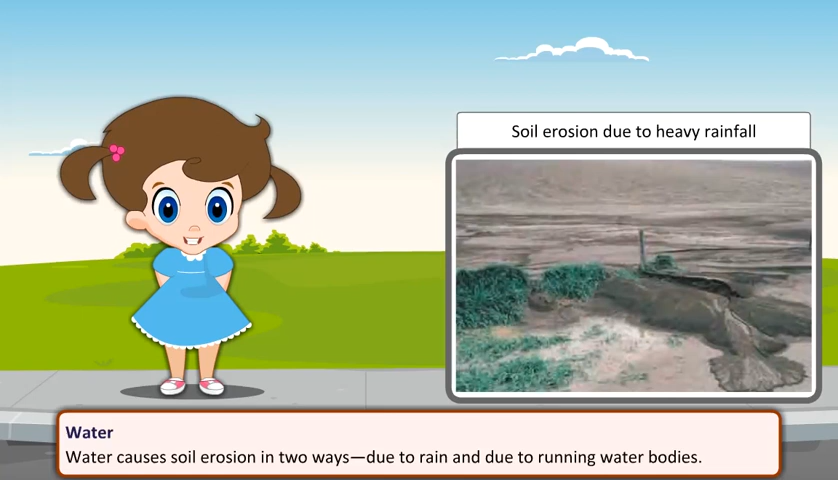 Soil erosion due to heavy rainfall
Water
Water causes soil erosion in two ways—due to rain and due to running water bodies.